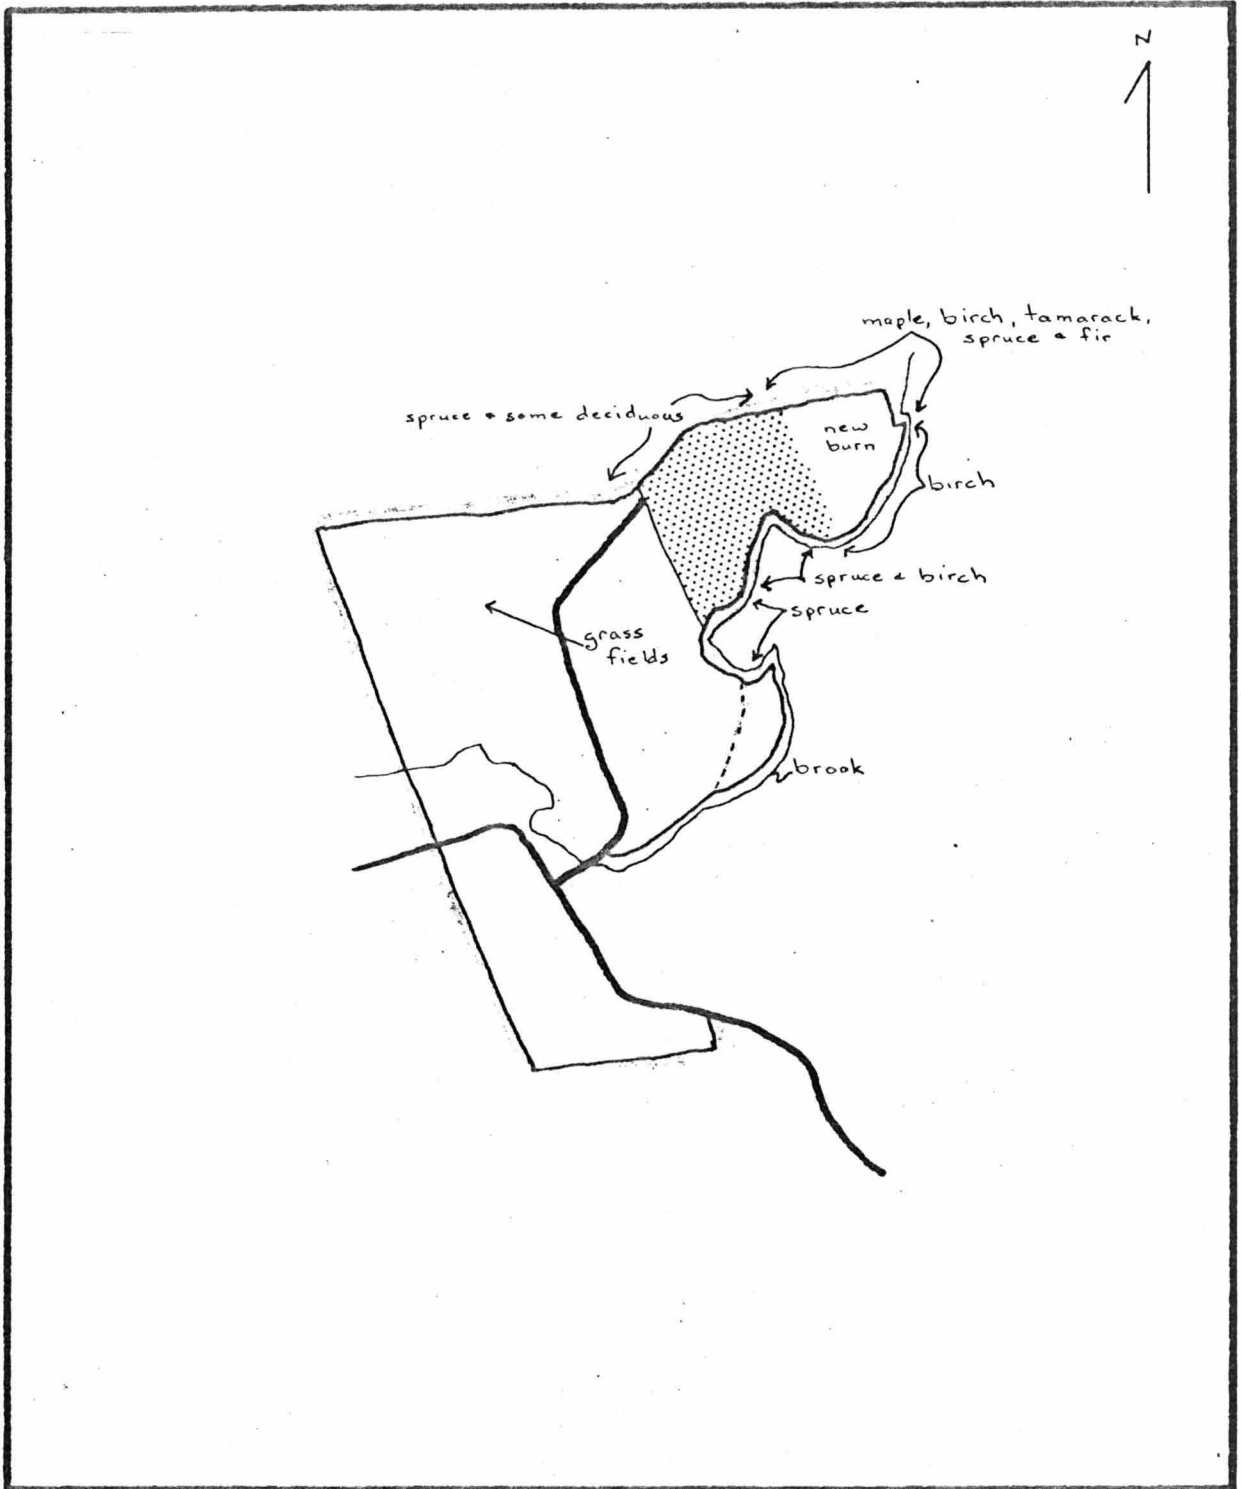 N
maple, birch, tamarack,
spruce & fir
spruce & some deciduous
new
burn
birch
spruce & birch
spruce
grass
fields
brook